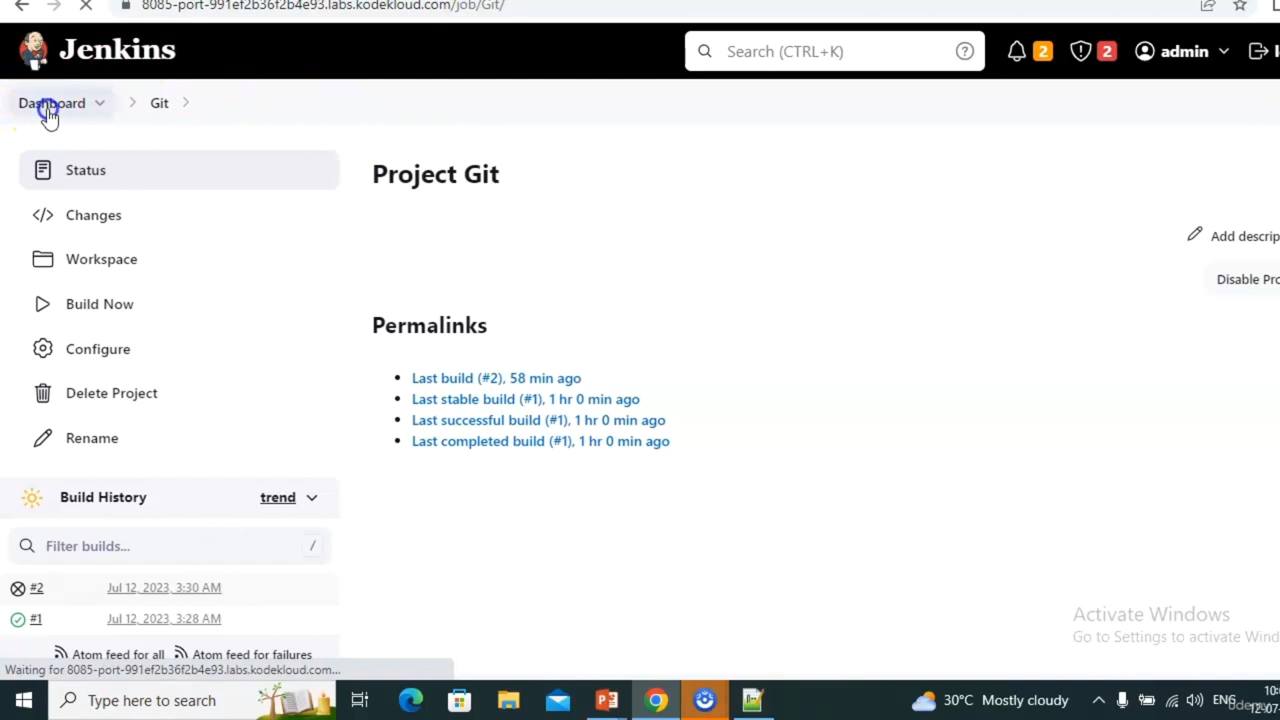 8085-port-991ef2b36f2b4e93.labs.kodekloud.com/job/Git/
Jenkins
Search (CTRL+K)
2
2
admin
Dashboard
Git
Status
Changes
Workspace
Build Now
Configure
Delete Project
Rename
Project Git
Add descrip
Disable Pro
Permalinks
Last build (#2), 58 min ago
Last stable build (#1), 1 hr 0 min ago
Last successful build (#1), 1 hr 0 min ago
Last completed build (#1), 1 hr 0 min ago
Build History
trend
Filter builds...
/
#2 Jul 12, 2023, 3:30 AM
#1 Jul 12, 2023, 3:28 AM
Atom feed for all Atom feed for failures
Activate Windows
Go to Settings to activate Wind
Waiting for 8085-port-991ef2b36f2b4e93.labs.kodekloud.com...
Type here to search
30°C Mostly cloudy
ENG
10:
12-07-